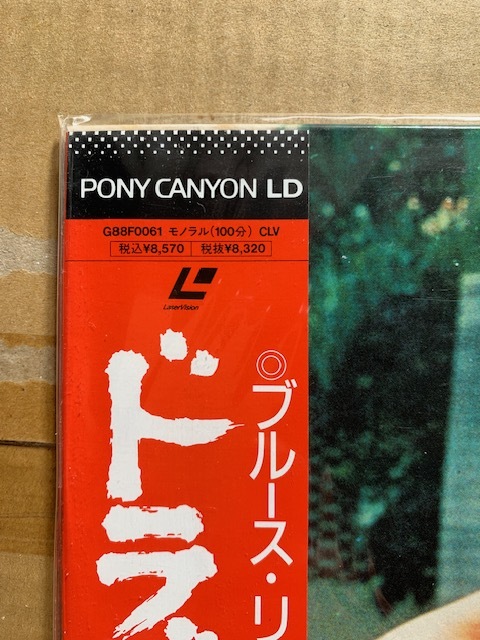 PONY CANYON LD
G88F0061 モノラル(100分) CLV
税込¥8,570 税抜¥8,320
LaserVision
◎ブルース・リ
ドラ